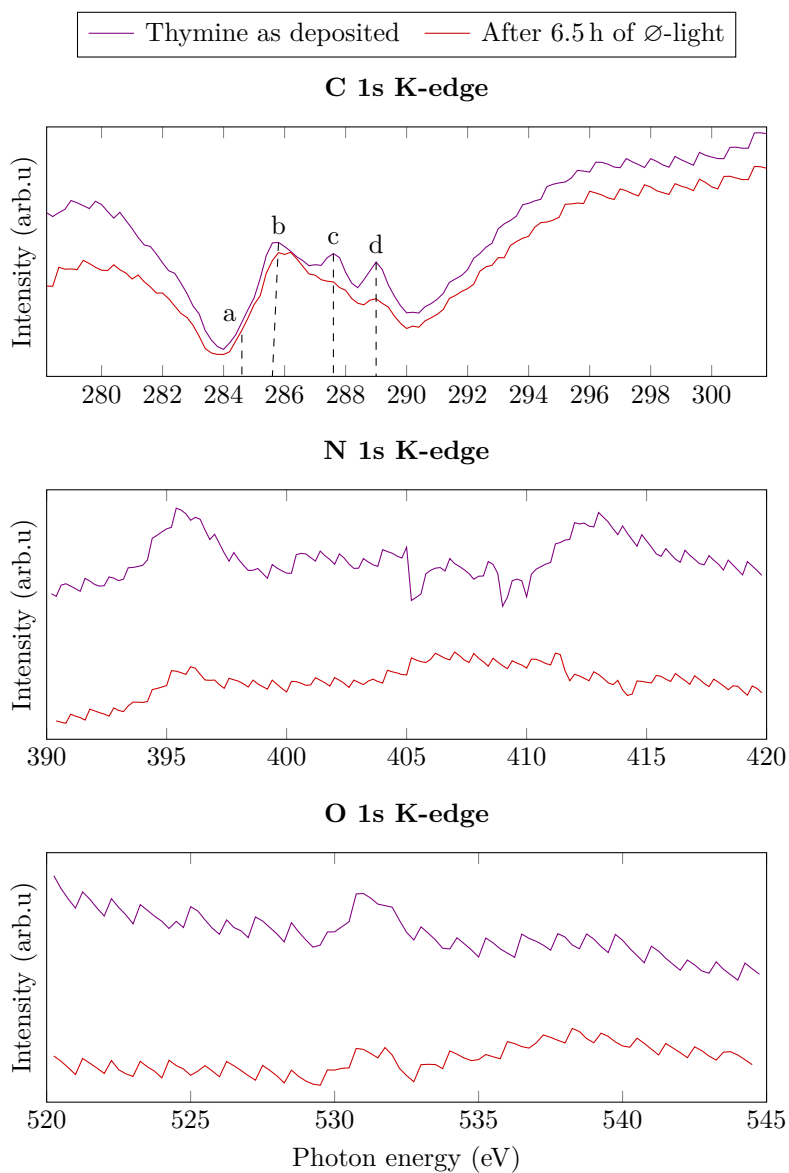 Thymine as deposited After 6.5 h of ∅-light
C 1s K-edge
Intensity (arb.u)
a
b
c
d
280 282 284 286 288 290 292 294 296 298 300
N 1s K-edge
Intensity (arb.u)
390 395 400 405 410 415 420
O 1s K-edge
Intensity (arb.u)
520 525 530 535 540 545
Photon energy (eV)